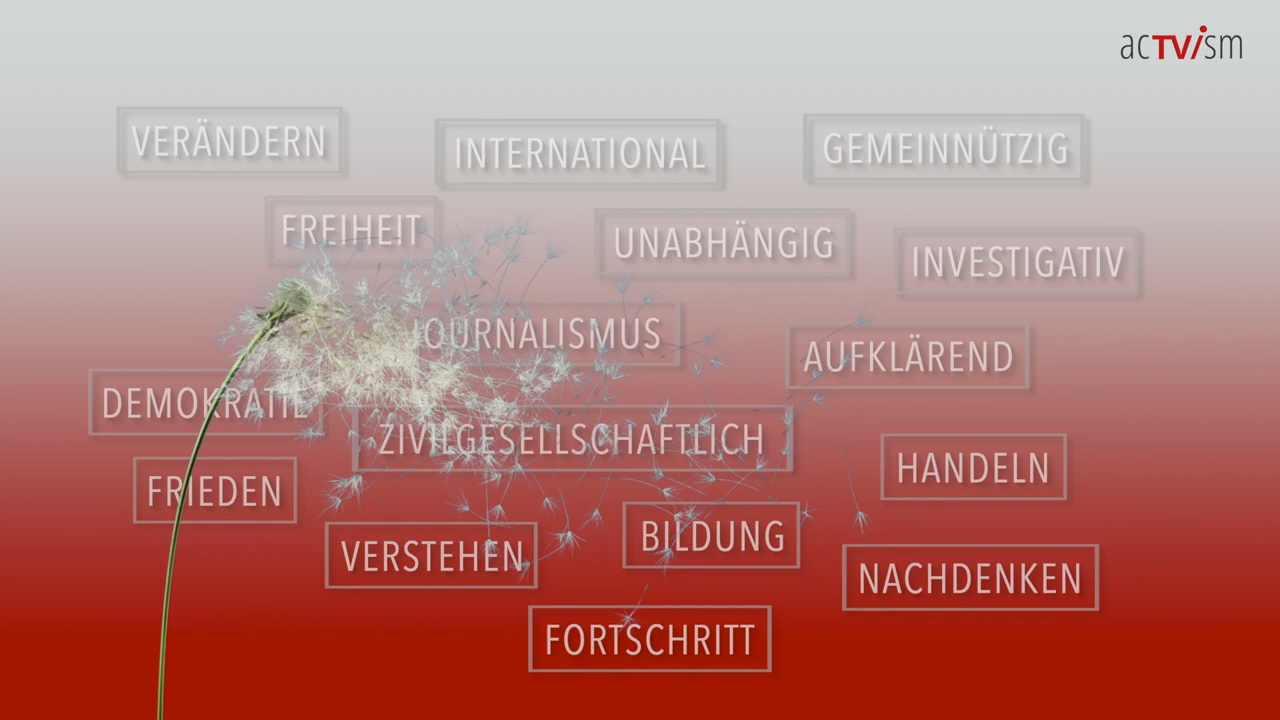 acTVism
VERÄNDERN
INTERNATIONAL
GEMEINNÜTZIG
FREIHEIT
UNABHÄNGIG
INVESTIGATIV
JOURNALISMUS
AUFKLÄREND
DEMOKRATIE
ZIVILGESELLSCHAFTLICH
HANDELN
FRIEDEN
VERSTEHEN
BILDUNG
NACHDENKEN
FORTSCHRITT